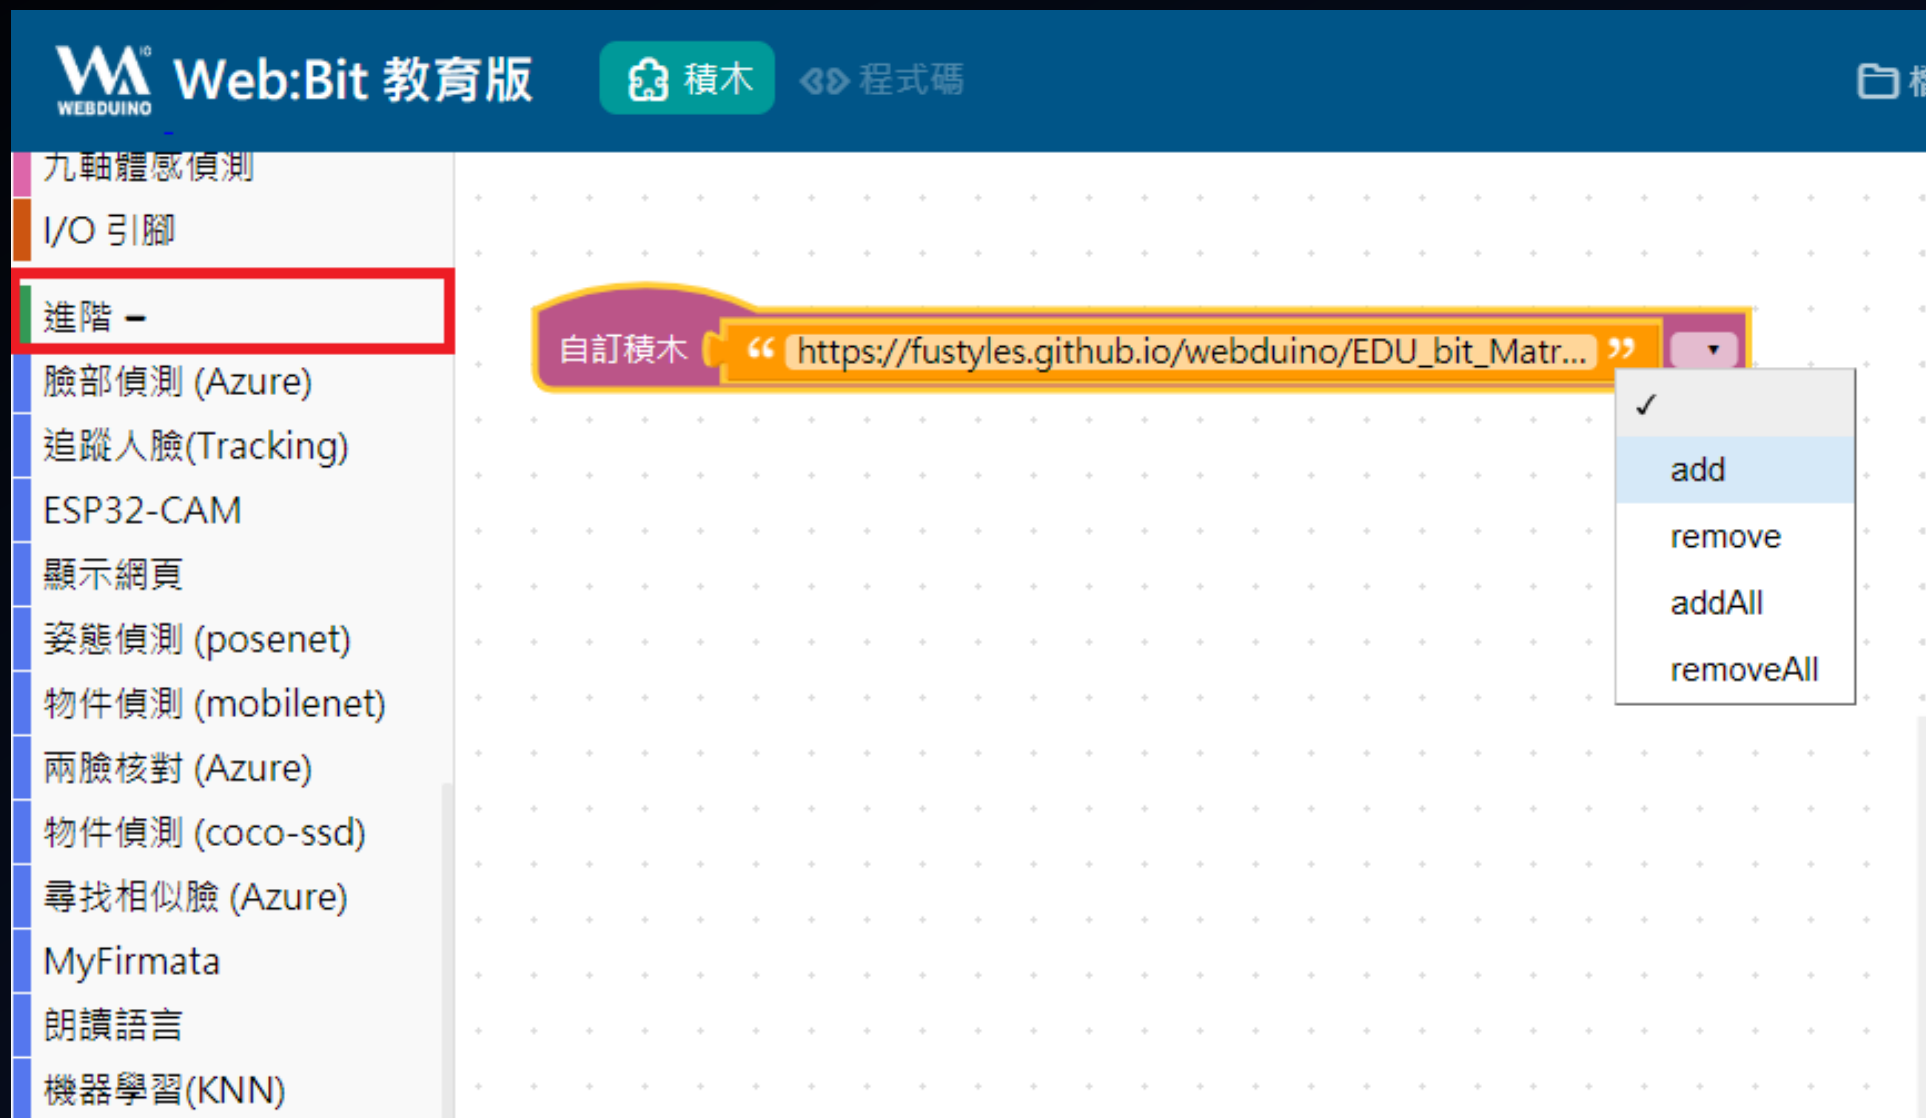 WEBDUINO
Web:Bit 教育版
積木
程式碼
九軸體感偵測
I/O 引腳
進階 −
臉部偵測 (Azure)
追蹤人臉(Tracking)
ESP32-CAM
顯示網頁
姿態偵測 (posenet)
物件偵測 (mobilenet)
兩臉核對 (Azure)
物件偵測 (coco-ssd)
尋找相似臉 (Azure)
MyFirmata
朗讀語言
機器學習(KNN)
自訂積木 “ https://fustyles.github.io/webduino/EDU_bit_Matr... ”
✓
add
remove
addAll
removeAll